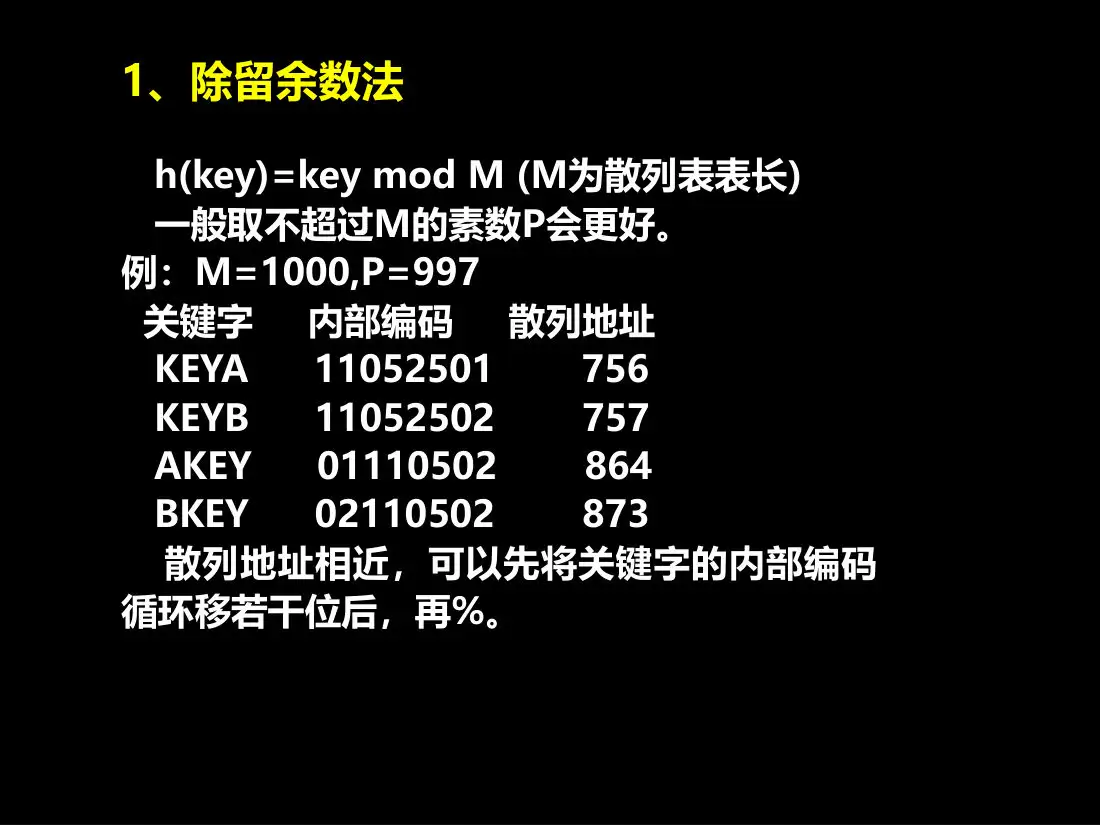 1、除留余数法
h(key)=key mod M (M为散列表表长)
一般取不超过M的素数P会更好。
例：M=1000,P=997
关键字 内部编码 散列地址
KEYA 11052501 756
KEYB 11052502 757
AKEY 01110502 864
BKEY 02110502 873
散列地址相近，可以先将关键字的内部编码
循环移若干位后，再%。